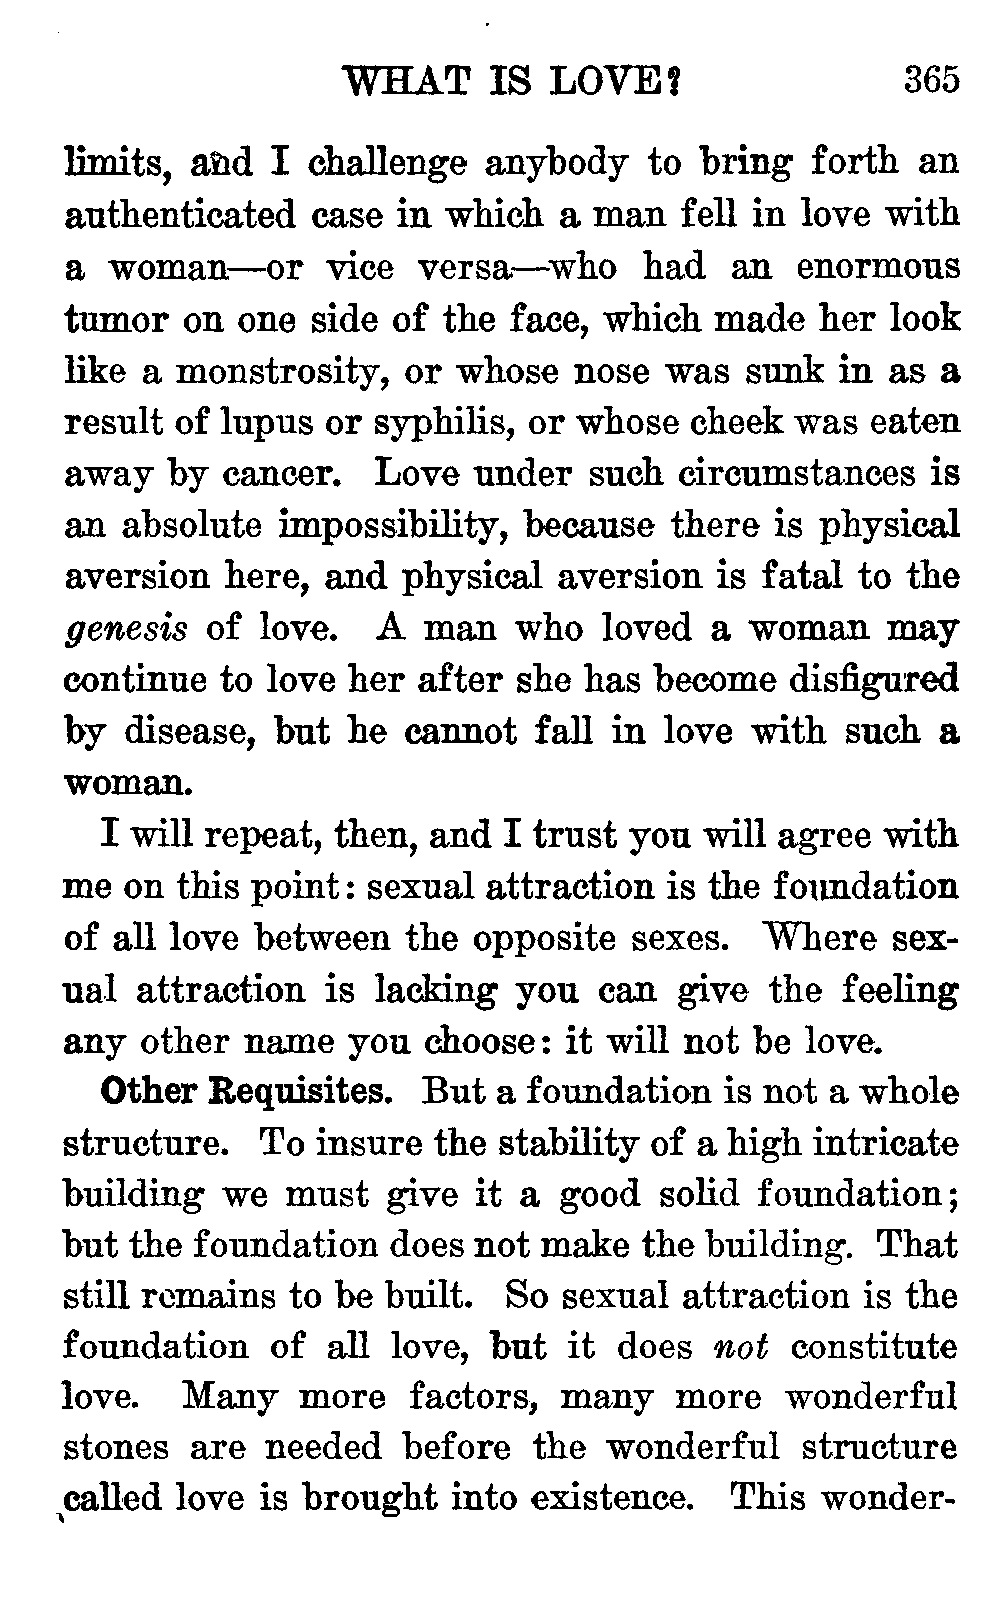 WHAT IS LOVE? 365
limits, and I challenge anybody to bring forth an
authenticated case in which a man fell in love with
a woman—or vice versa—who had an enormous
tumor on one side of the face, which made her look
like a monstrosity, or whose nose was sunk in as a
result of lupus or syphilis, or whose cheek was eaten
away by cancer. Love under such circumstances is
an absolute impossibility, because there is physical
aversion here, and physical aversion is fatal to the
genesis of love. A man who loved a woman may
continue to love her after she has become disfigured
by disease, but he cannot fall in love with such a
woman.
I will repeat, then, and I trust you will agree with
me on this point: sexual attraction is the foundation
of all love between the opposite sexes. Where sex-
ual attraction is lacking you can give the feeling
any other name you choose: it will not be love.
Other Requisites. But a foundation is not a whole
structure. To insure the stability of a high intricate
building we must give it a good solid foundation;
but the foundation does not make the building. That
still remains to be built. So sexual attraction is the
foundation of all love, but it does not constitute
love. Many more factors, many more wonderful
stones are needed before the wonderful structure
called love is brought into existence. This wonder-